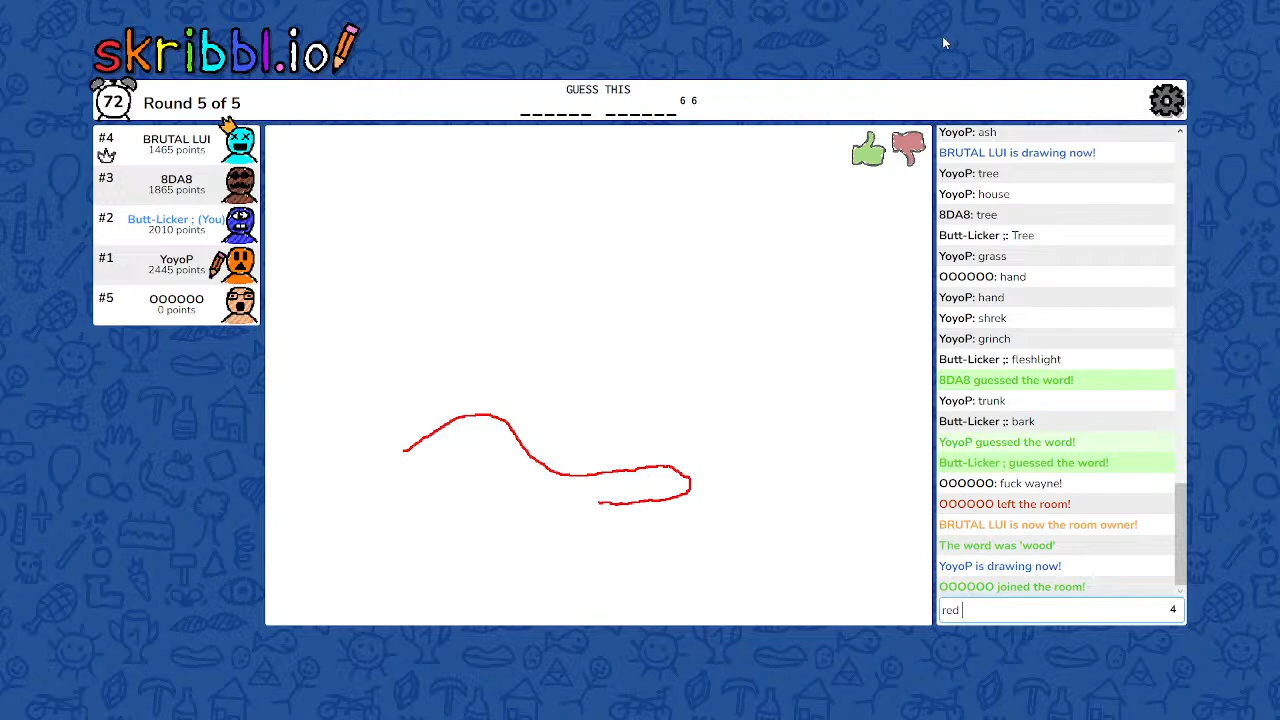 skribbl.io
72
Round 5 of 5
GUESS THIS
______ ______ 6 6
#4 BRUTAL LUI
1465 points
#3 8DA8
1865 points
#2 Butt-Licker ; (You)
2010 points
#1 YoyoP
2445 points
#5 OOOOOO
0 points
YoyoP: ash
BRUTAL LUI is drawing now!
YoyoP: tree
YoyoP: house
8DA8: tree
Butt-Licker ;: Tree
YoyoP: grass
OOOOOO: hand
YoyoP: hand
YoyoP: shrek
YoyoP: grinch
Butt-Licker ;: fleshlight
8DA8 guessed the word!
YoyoP: trunk
Butt-Licker ;: bark
YoyoP guessed the word!
Butt-Licker ; guessed the word!
OOOOOO: fuck wayne!
OOOOOO left the room!
BRUTAL LUI is now the room owner!
The word was 'wood'
YoyoP is drawing now!
OOOOOO joined the room!
red 4